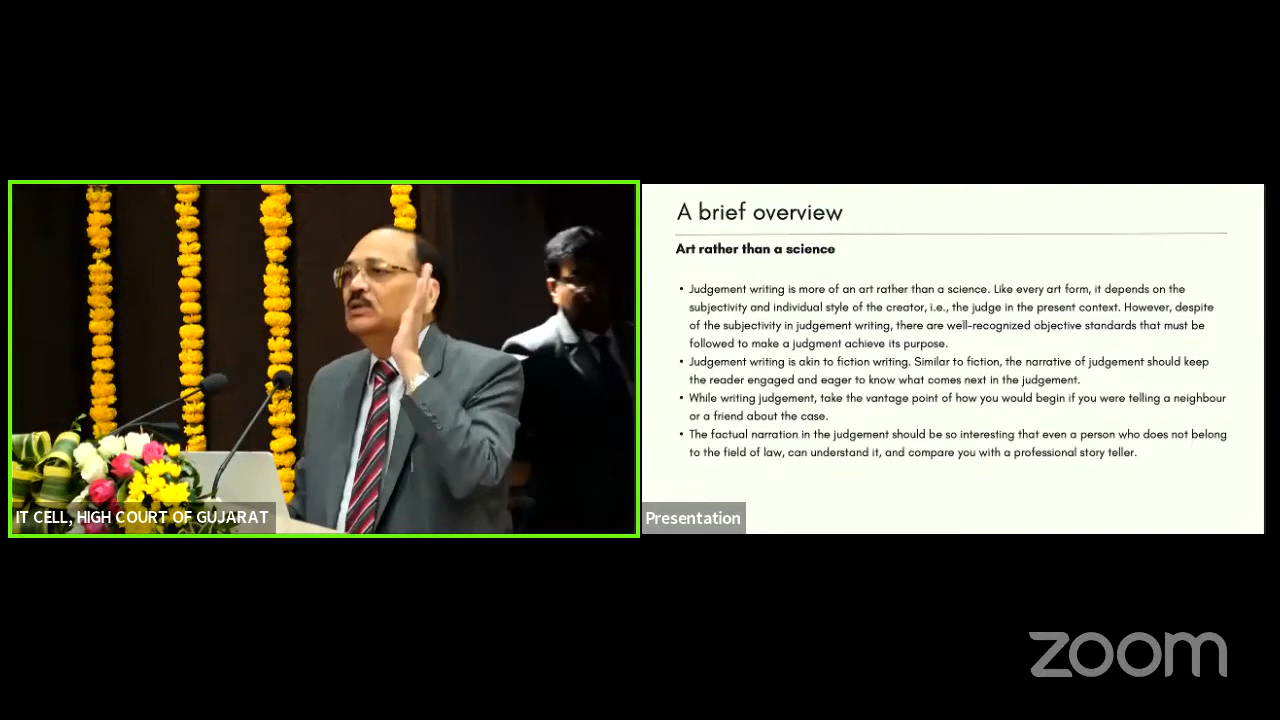 IT CELL, HIGH COURT OF GUJARAT
A brief overview
Art rather than a science
• Judgement writing is more of an art rather than a science. Like every art form, it depends on the
subjectivity and individual style of the creator, i.e., the judge in the present context. However, despite
of the subjectivity in judgement writing, there are well-recognized objective standards that must be
followed to make a judgment achieve its purpose.
• Judgement writing is akin to fiction writing. Similar to fiction, the narrative of judgement should keep
the reader engaged and eager to know what comes next in the judgement.
• While writing judgement, take the vantage point of how you would begin if you were telling a neighbour
or a friend about the case.
• The factual narration in the judgement should be so interesting that even a person who does not belong
to the field of law, can understand it, and compare you with a professional story teller.
Presentation
zoom